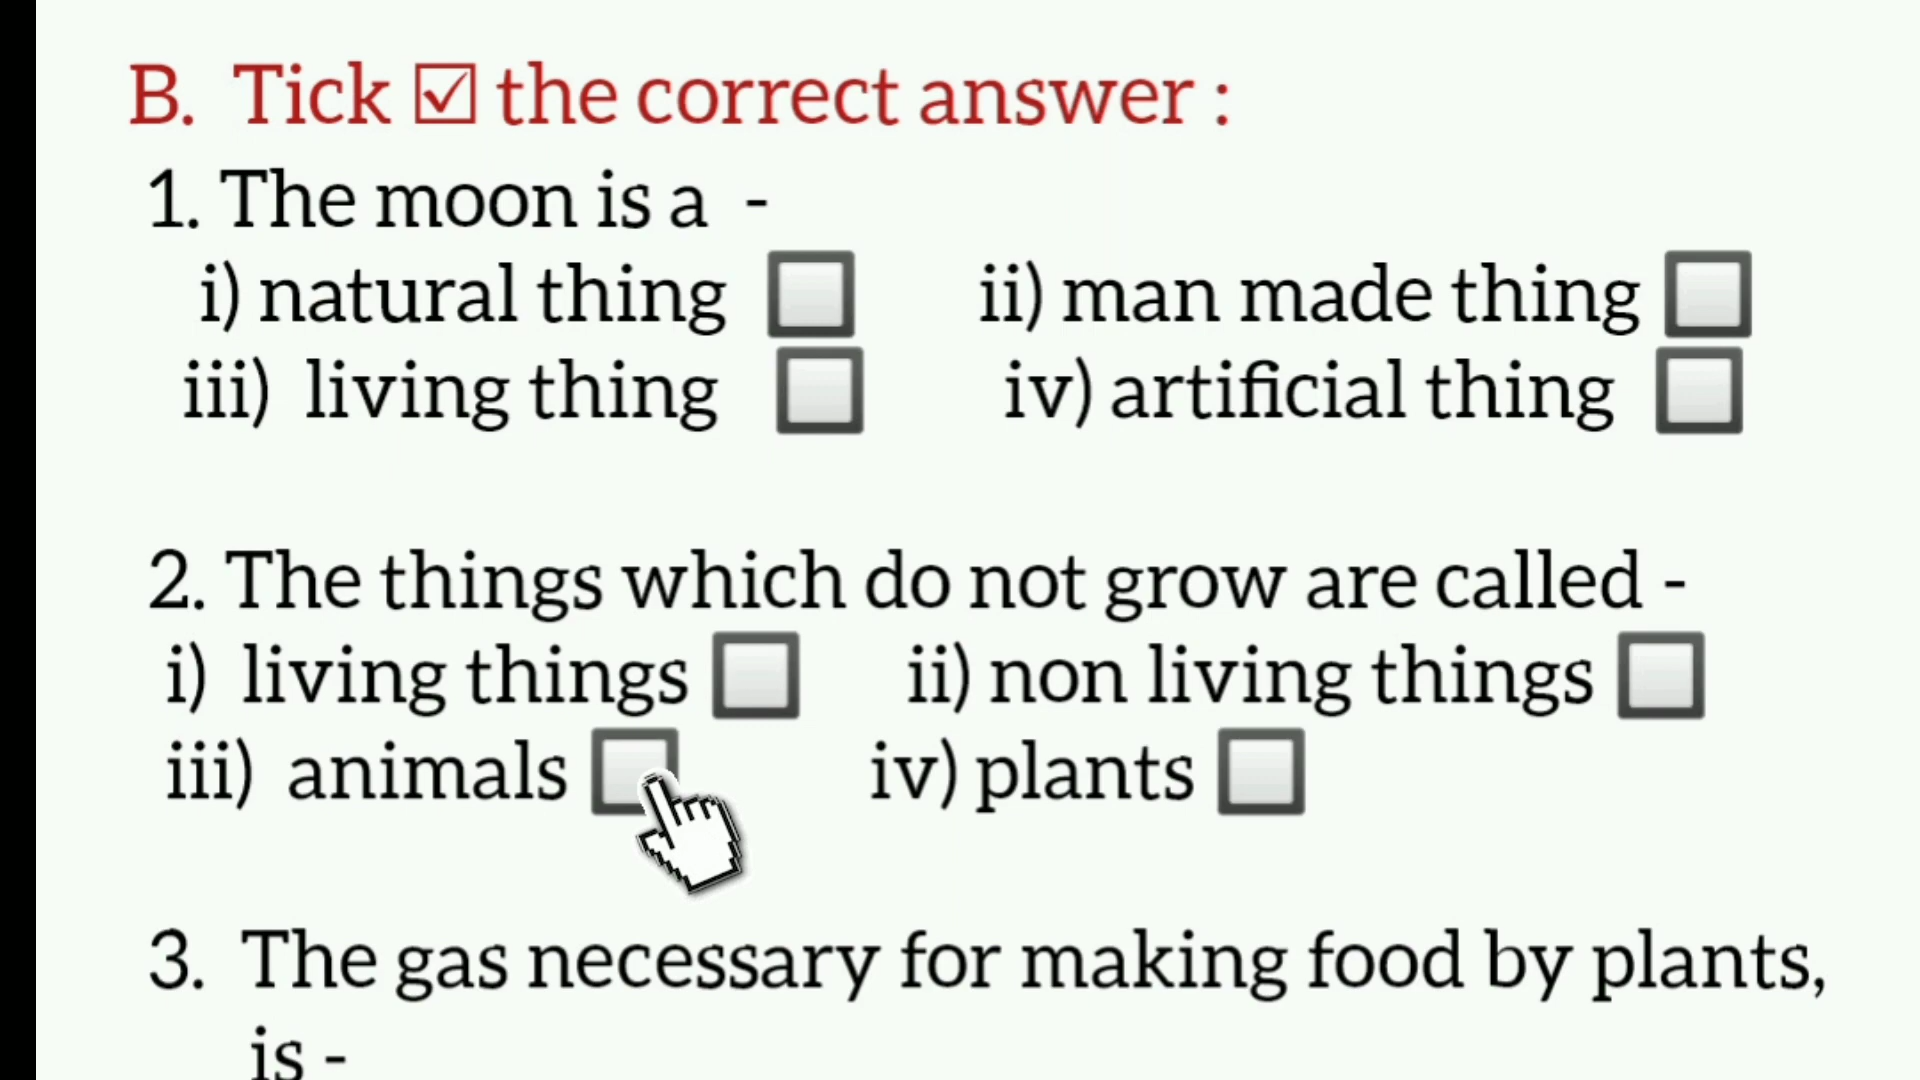 B. Tick ☑ the correct answer :
1. The moon is a -
i) natural thing ii) man made thing
iii) living thing iv) artificial thing
2. The things which do not grow are called -
i) living things ii) non living things
iii) animals iv) plants
3. The gas necessary for making food by plants,
is -